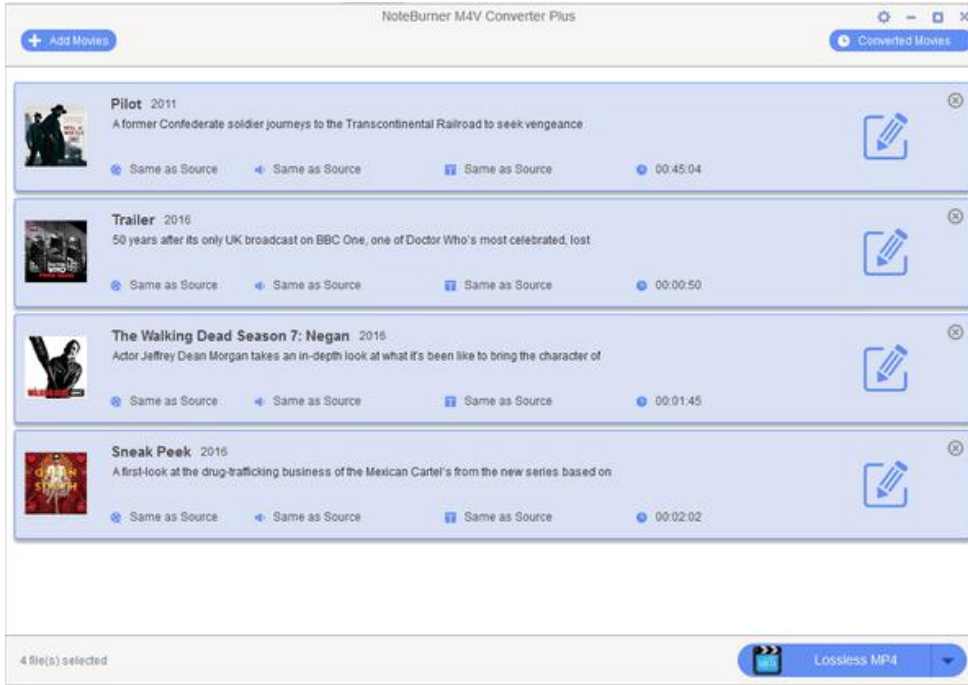 NoteBurner M4V Converter Plus
Add Movies
Converted Movies
Pilot 2011
A former Confederate soldier journeys to the Transcontinental Railroad to seek vengeance
Same as Source Same as Source Same as Source 00:45:04
Trailer 2016
50 years after its only UK broadcast on BBC One, one of Doctor Who's most celebrated, lost
Same as Source Same as Source Same as Source 00:00:50
The Walking Dead Season 7: Negan 2016
Actor Jeffrey Dean Morgan takes an in-depth look at what it's been like to bring the character of
Same as Source Same as Source Same as Source 00:01:45
Sneak Peek 2016
A first-look at the drug-trafficking business of the Mexican Cartel's from the new series based on
Same as Source Same as Source Same as Source 00:02:02
4 file(s) selected
Lossless MP4